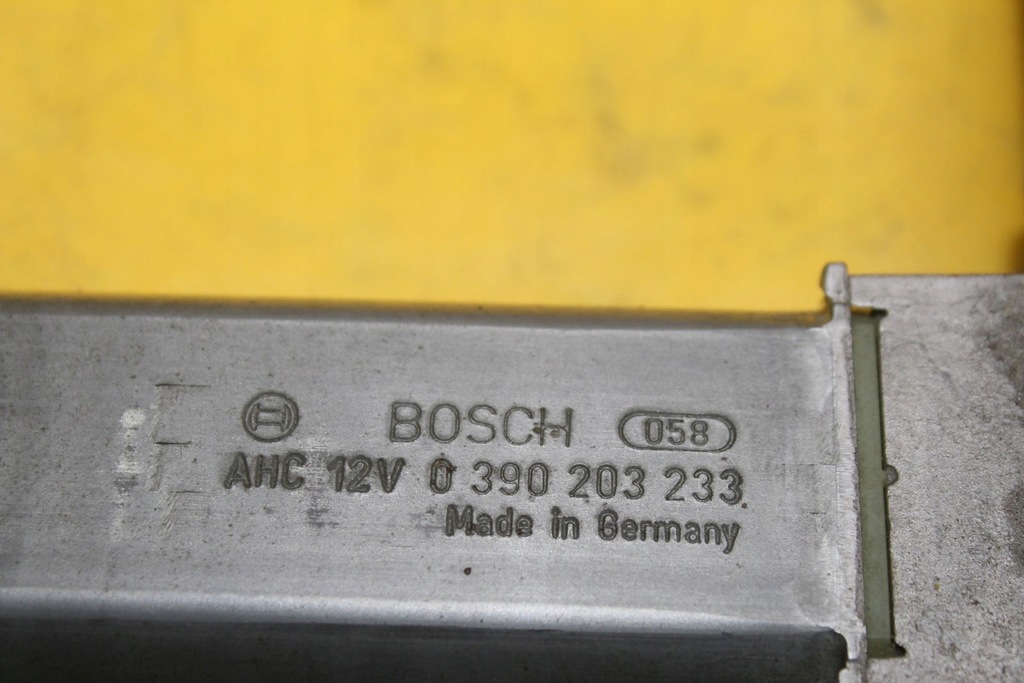 BOSCH 058
AHC 12V 0 390 203 233
Made in Germany